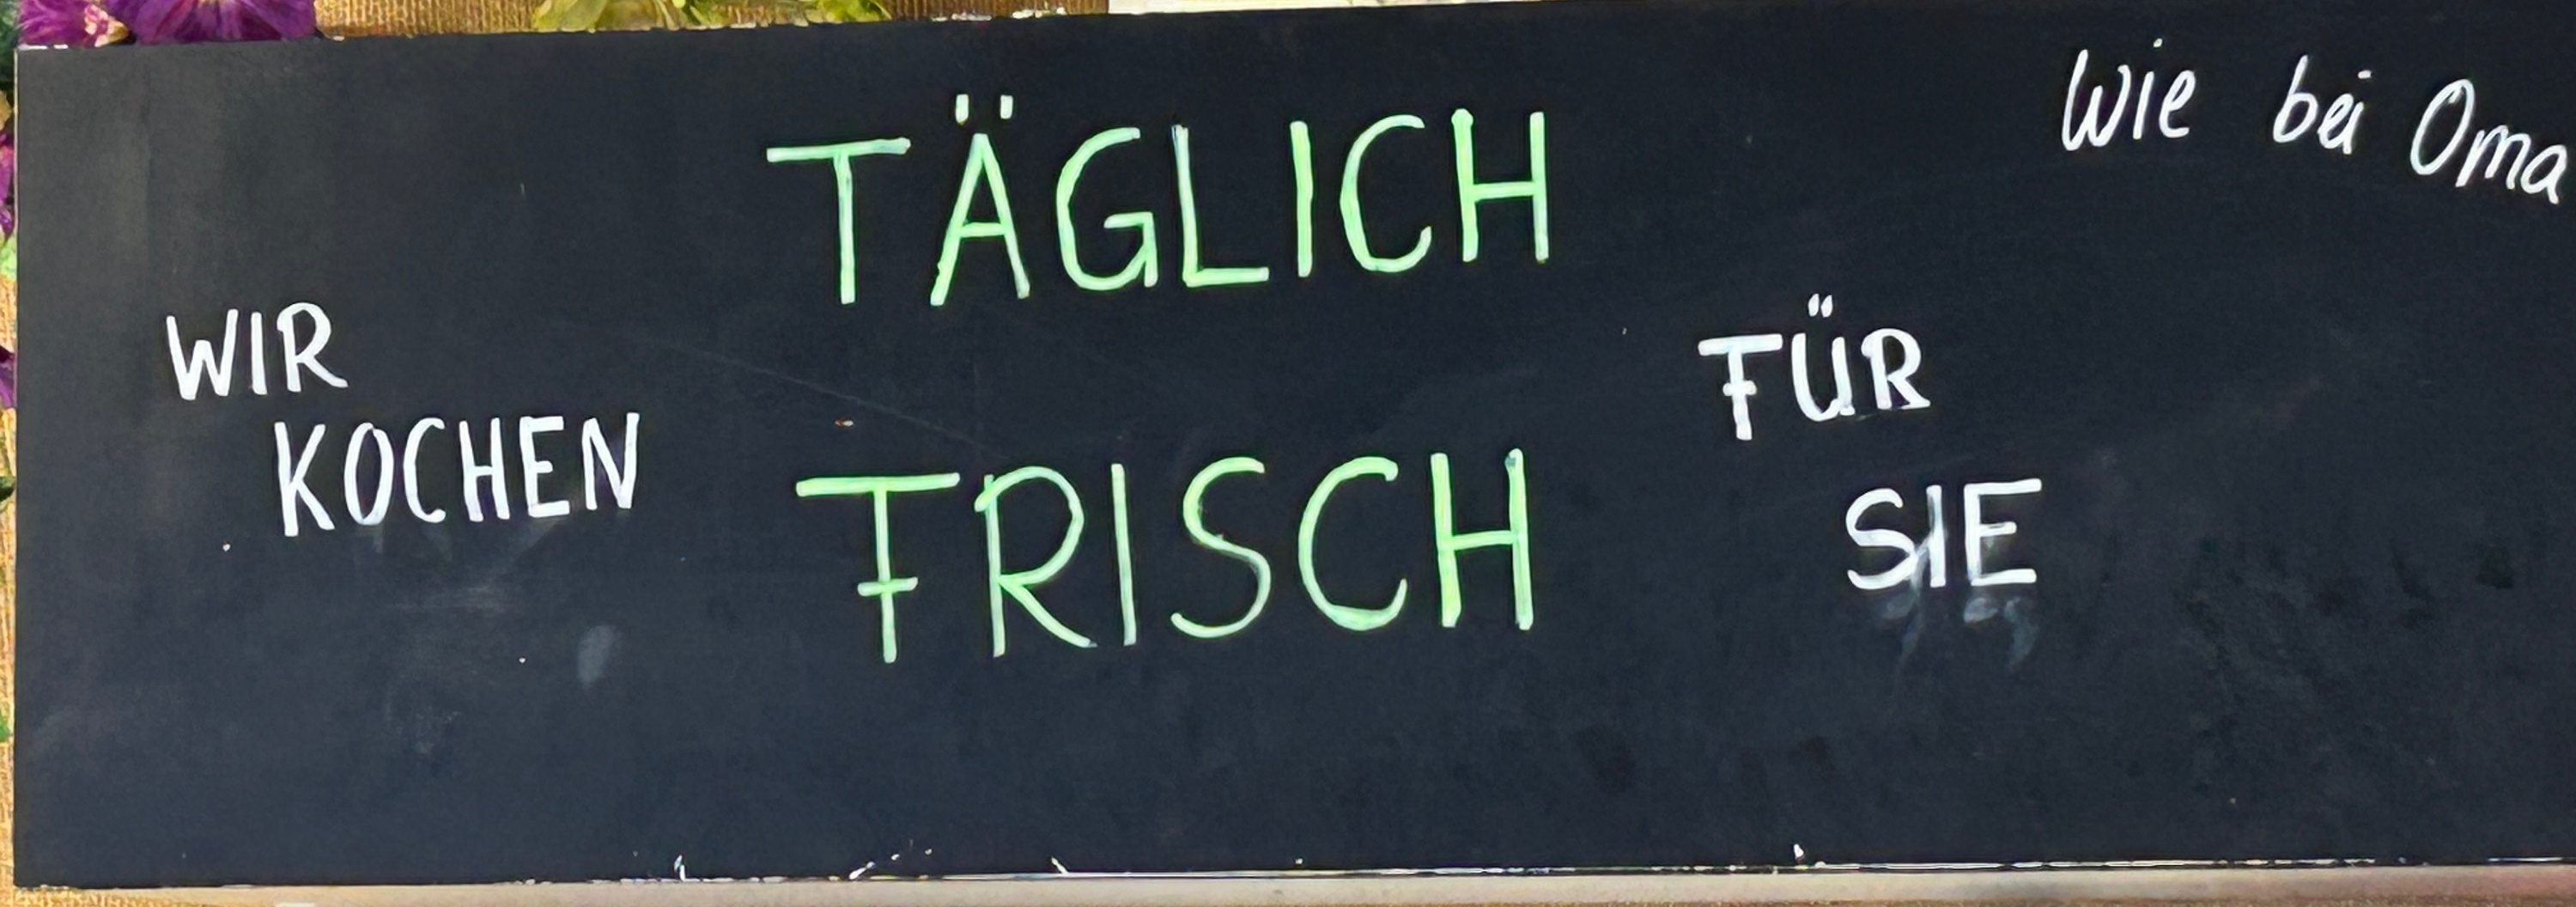 Wie bei Oma
TÄGLICH
WIR
KOCHEN
FÜR
FRISCH
SIE